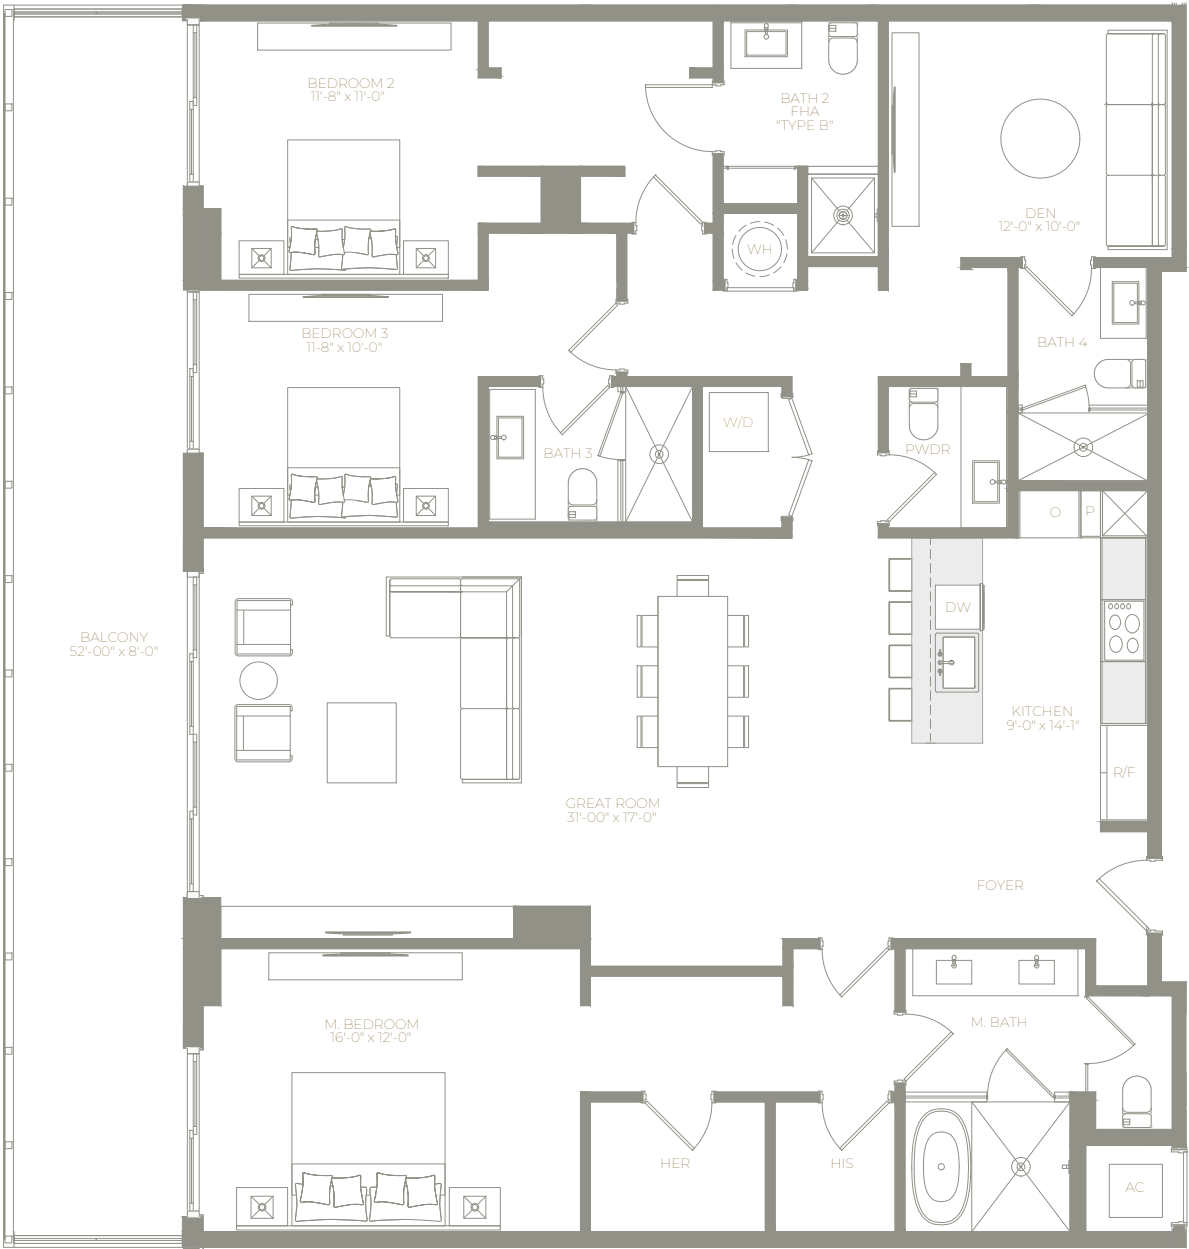 BEDROOM 2
11'-8" x 11'-0"
BATH 2
FHA
"TYPE B"
DEN
12'-0" x 10'-0"
WH
BEDROOM 3
11-8" x 10'-0"
BATH 4
W/D
BATH 3
PWDR
O
P
DW
BALCONY
52'-00" x 8'-0"
KITCHEN
9'-0" x 14'-1"
R/F
GREAT ROOM
31'-00" x 17'-0"
FOYER
M. BEDROOM
16'-0" x 12'-0"
M. BATH
HER
HIS
AC